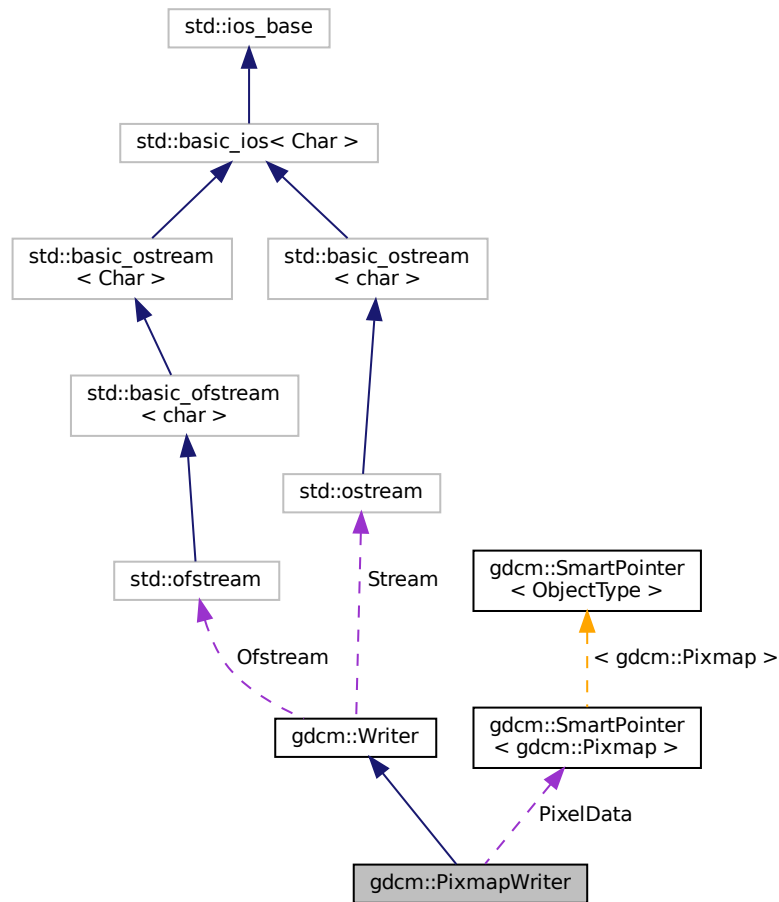 std::ios_base
std::basic_ios< Char >
std::basic_ostream
< Char >
std::basic_ostream
< char >
std::basic_ofstream
< char >
std::ostream
std::ofstream
gdcm::SmartPointer
< ObjectType >
Stream
Ofstream
< gdcm::Pixmap >
gdcm::Writer
gdcm::SmartPointer
< gdcm::Pixmap >
PixelData
gdcm::PixmapWriter